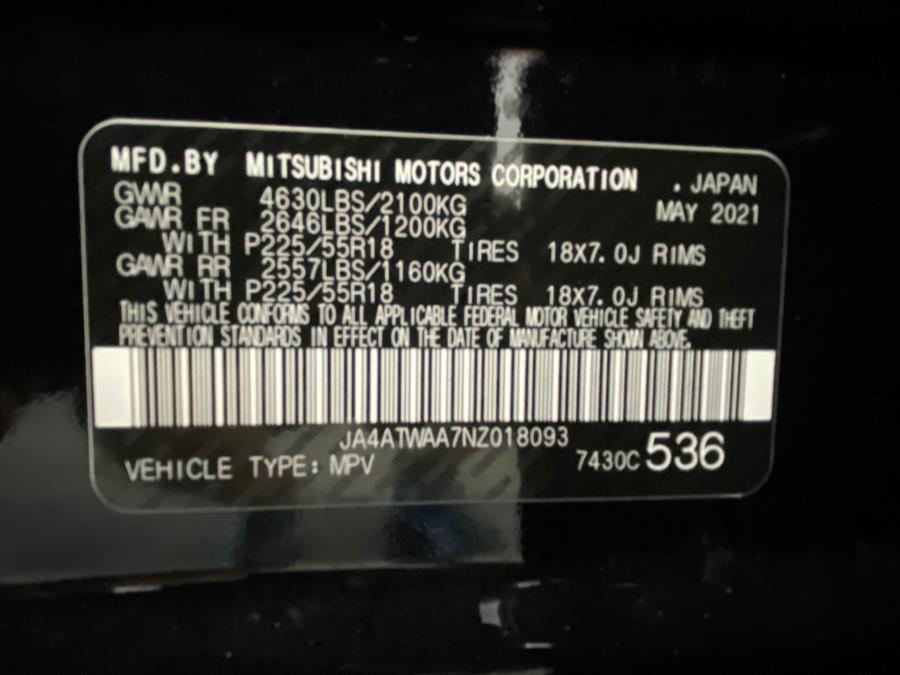 MFD.BY MITSUBISHI MOTORS CORPORATION . JAPAN
GVWR 4630LBS/2100KG MAY 2021
GAWR FR 2646LBS/1200KG
WITH P225/55R18 TIRES 18X7.0J RIMS
GAWR RR 2557LBS/1160KG
WITH P225/55R18 TIRES 18X7.0J RIMS
THIS VEHICLE CONFORMS TO ALL APPLICABLE FEDERAL MOTOR VEHICLE SAFETY AND THEFT
PREVENTION STANDARDS IN EFFECT ON THE DATE OF MANUFACTURE SHOWN ABOVE.
JA4ATWAA7NZ018093
VEHICLE TYPE: MPV 7430C 536